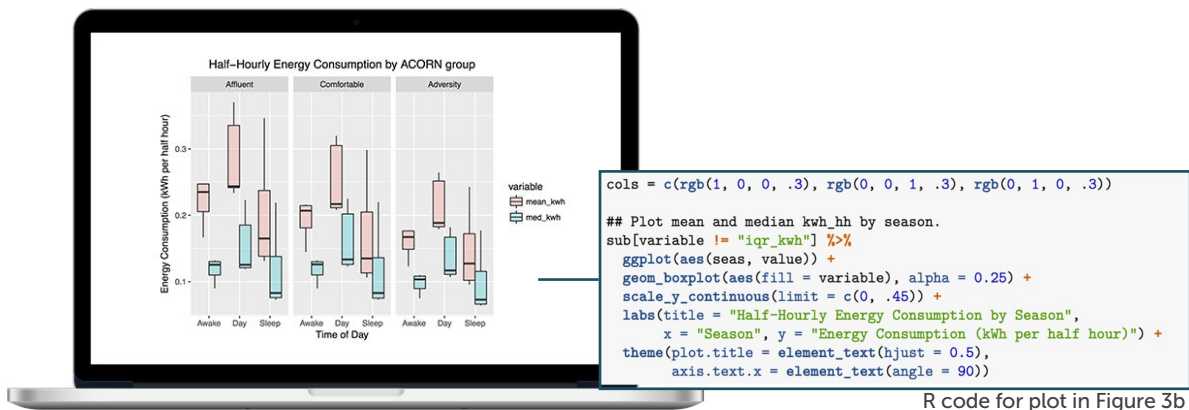 Half-Hourly Energy Consumption by ACORN group
Affluent Comfortable Adversity
Energy Consumption (kWh per half hour)
0.3
0.2
0.1
Awake Day Sleep Awake Day Sleep Awake Day Sleep
Time of Day
variable
mean_kwh
med_kwh
cols = c(rgb(1, 0, 0, .3), rgb(0, 0, 1, .3), rgb(0, 1, 0, .3))
## Plot mean and median kwh_hh by season.
sub[variable != "iqr_kwh"] %>%
ggplot(aes(seas, value)) +
geom_boxplot(aes(fill = variable), alpha = 0.25) +
scale_y_continuous(limit = c(0, .45)) +
labs(title = "Half-Hourly Energy Consumption by Season",
x = "Season", y = "Energy Consumption (kWh per half hour)") +
theme(plot.title = element_text(hjust = 0.5),
axis.text.x = element_text(angle = 90))
R code for plot in Figure 3b